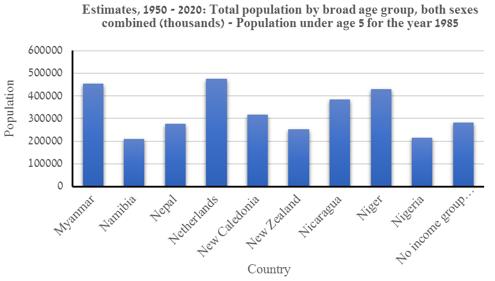 Estimates, 1950 - 2020: Total population by broad age group, both sexes
combined (thousands) - Population under age 5 for the year 1985
Population
600000
500000
400000
300000
200000
100000
0
Myanmar
Namibia
Nepal
Netherlands
New Caledonia
New Zealand
Nicaragua
Niger
Nigeria
No income group...
Country